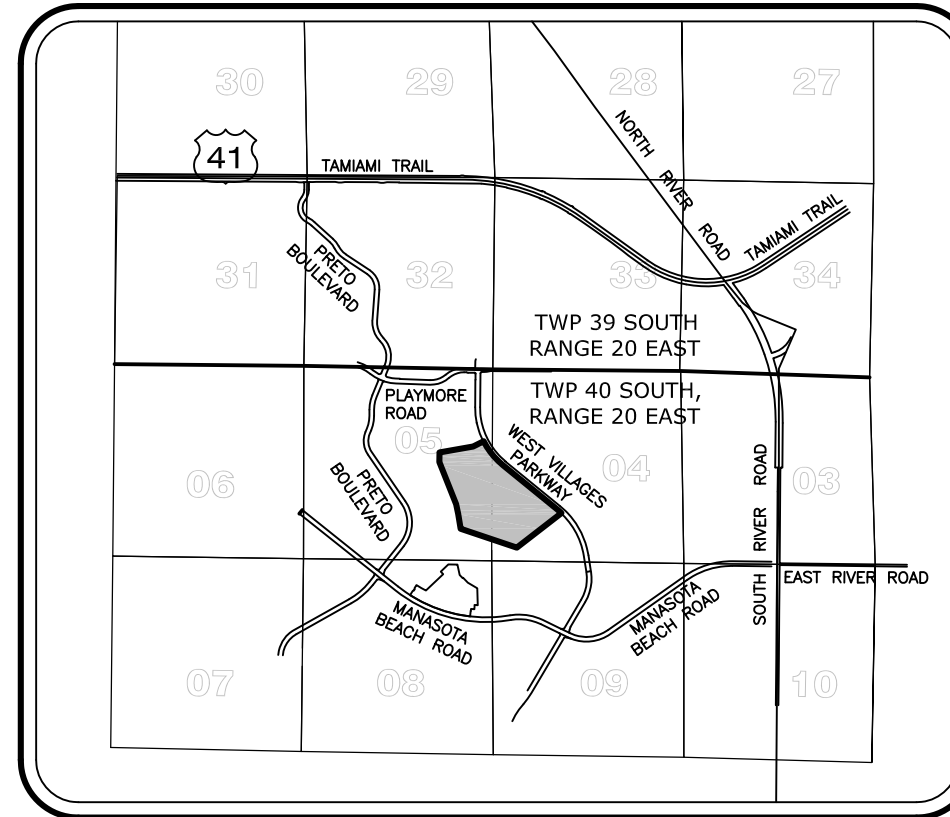 30
29
28
27
41
TAMIAMI TRAIL
NORTH RIVER ROAD
TAMIAMI TRAIL
PRETO
BOULEVARD
31
32
33
34
TWP 39 SOUTH
RANGE 20 EAST
TWP 40 SOUTH,
RANGE 20 EAST
PLAYMORE
ROAD
05
WEST VILLAGES
PARKWAY
04
06
03
PRETO
BOULEVARD
SOUTH RIVER ROAD
EAST RIVER ROAD
MANASOTA
BEACH ROAD
MANASOTA
BEACH ROAD
07
08
09
10